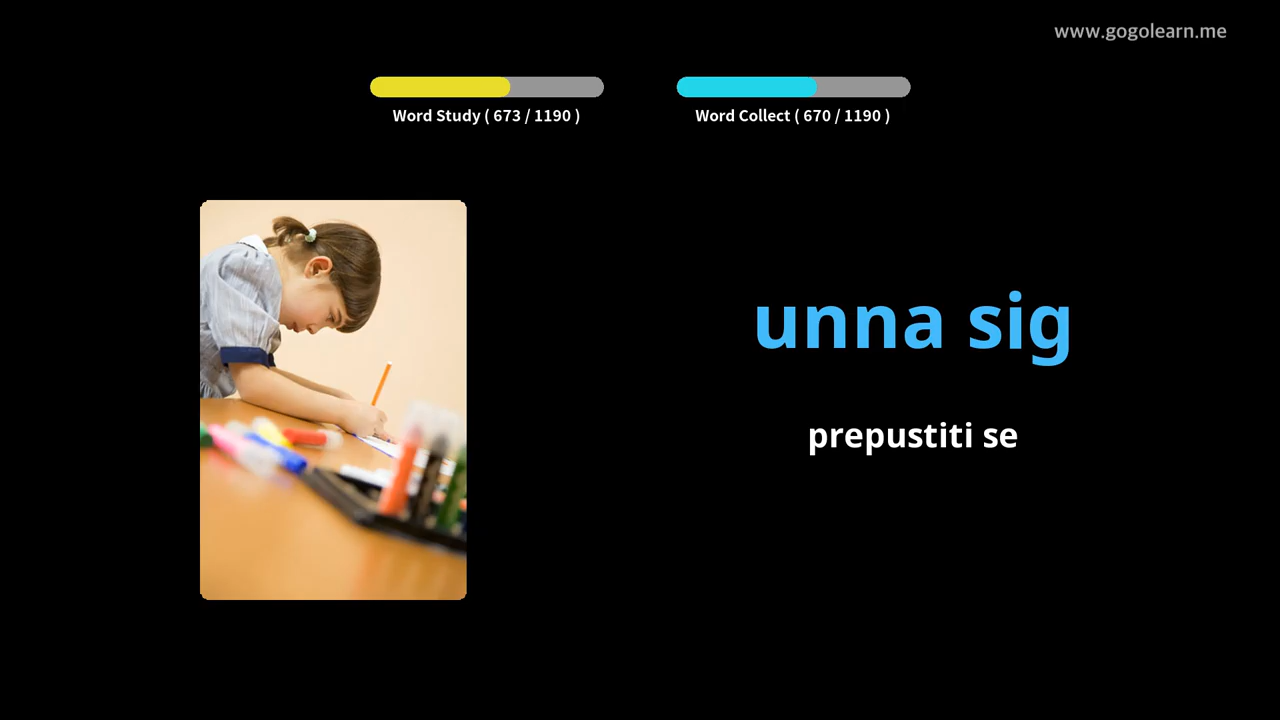 www.gogolearn.me
Word Study ( 673 / 1190 )
Word Collect ( 670 / 1190 )
unna sig
prepustiti se